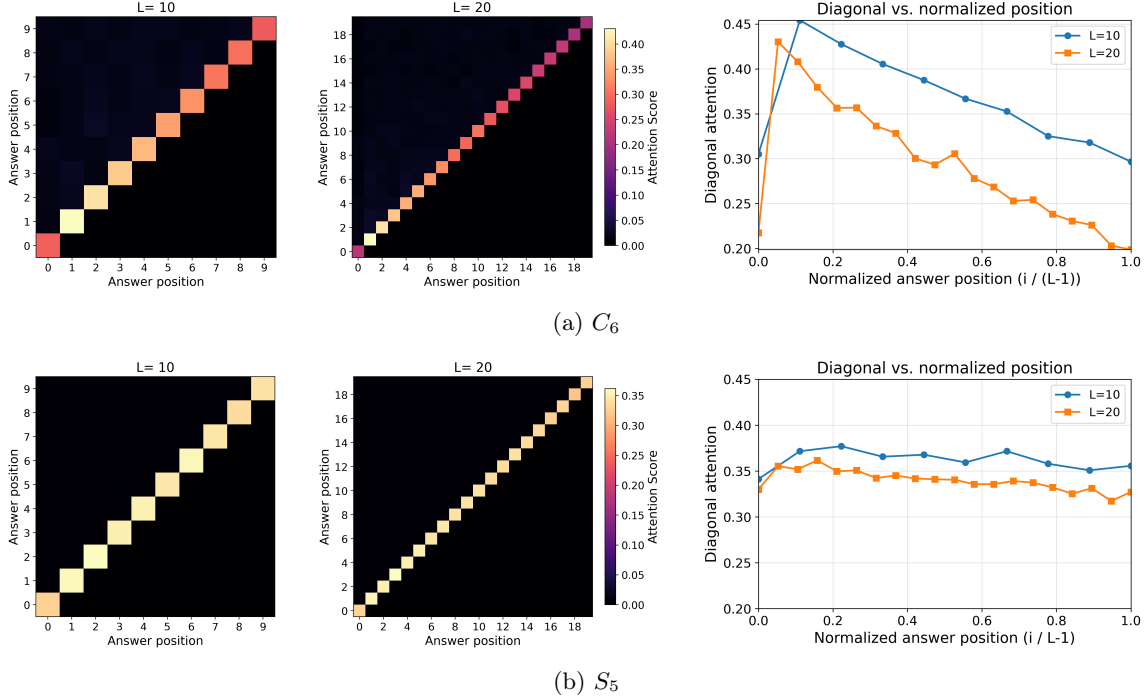 L= 10
9
8
7
6
5
4
3
2
1
0
Answer position
0 1 2 3 4 5 6 7 8 9
Answer position
L= 20
18
16
14
12
10
8
6
4
2
0
Answer position
0 2 4 6 8 10 12 14 16 18
Answer position
0.40
0.35
0.30
0.25
0.20
0.15
0.10
0.05
0.00
Attention Score
Diagonal vs. normalized position
L=10
L=20
0.45
0.40
0.35
0.30
0.25
0.20
Diagonal attention
0.0 0.2 0.4 0.6 0.8 1.0
Normalized answer position (i / (L-1))
(a) C₆
L= 10
9
8
7
6
5
4
3
2
1
0
Answer position
0 1 2 3 4 5 6 7 8 9
Answer position
L= 20
18
16
14
12
10
8
6
4
2
0
Answer position
0 2 4 6 8 10 12 14 16 18
Answer position
0.35
0.30
0.25
0.20
0.15
0.10
0.05
0.00
Attention Score
Diagonal vs. normalized position
L=10
L=20
0.45
0.40
0.35
0.30
0.25
0.20
Diagonal attention
0.0 0.2 0.4 0.6 0.8 1.0
Normalized answer position (i / L-1)
(b) S₅